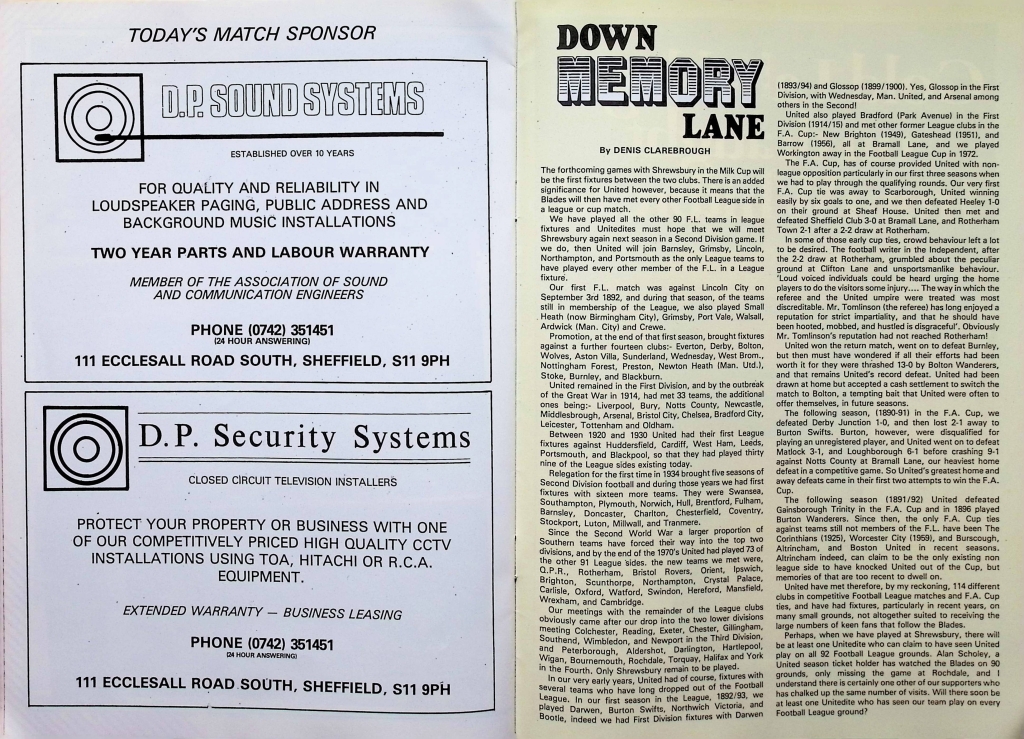 TODAY'S MATCH SPONSOR
D.P. SOUND SYSTEMS
ESTABLISHED OVER 10 YEARS
FOR QUALITY AND RELIABILITY IN
LOUDSPEAKER PAGING, PUBLIC ADDRESS AND
BACKGROUND MUSIC INSTALLATIONS
TWO YEAR PARTS AND LABOUR WARRANTY
MEMBER OF THE ASSOCIATION OF SOUND
AND COMMUNICATION ENGINEERS
PHONE (0742) 351451
(24 HOUR ANSWERING)
111 ECCLESALL ROAD SOUTH, SHEFFIELD, S11 9PH
D.P. Security Systems
CLOSED CIRCUIT TELEVISION INSTALLERS
PROTECT YOUR PROPERTY OR BUSINESS WITH ONE
OF OUR COMPETITIVELY PRICED HIGH QUALITY CCTV
INSTALLATIONS USING TOA, HITACHI OR R.C.A.
EQUIPMENT.
EXTENDED WARRANTY — BUSINESS LEASING
PHONE (0742) 351451
(24 HOUR ANSWERING)
111 ECCLESALL ROAD SOUTH, SHEFFIELD, S11 9PH
DOWN
MEMORY
LANE
By DENIS CLAREBROUGH
The forthcoming games with Shrewsbury in the Milk Cup will
be the first fixtures between the two clubs. There is an added
significance for United however, because it means that the
Blades will then have met every other Football League side in
a league or cup match.
We have played all the other 90 F.L. teams in league
fixtures and Unitedites must hope that we will meet
Shrewsbury again next season in a Second Division game. If
we do, then United will join Barnsley, Grimsby, Lincoln,
Northampton, and Portsmouth as the only League teams to
have played every other member of the F.L. in a League
fixture.
Our first F.L. match was against Lincoln City on
September 3rd 1892, and during that season, of the teams
still in membership of the League, we also played Small
Heath (now Birmingham City), Grimsby, Port Vale, Walsall,
Ardwick (Man. City) and Crewe.
Promotion, at the end of that first season, brought fixtures
against a further fourteen clubs:- Everton, Derby, Bolton,
Wolves, Aston Villa, Sunderland, Wednesday, West Brom.,
Nottingham Forest, Preston, Newton Heath (Man. Utd.),
Stoke, Burnley, and Blackburn.
United remained in the First Division, and by the outbreak
of the Great War in 1914, had met 33 teams, the additional
ones being:- Liverpool, Bury, Notts County, Newcastle,
Middlesbrough, Arsenal, Bristol City, Chelsea, Bradford City,
Leicester, Tottenham and Oldham.
Between 1920 and 1930 United had their first League
fixtures against Huddersfield, Cardiff, West Ham, Leeds,
Portsmouth, and Blackpool, so that they had played thirty
nine of the League sides existing today.
Relegation for the first time in 1934 brought five seasons of
Second Division football and during those years we had first
fixtures with sixteen more teams. They were Swansea,
Southampton, Plymouth, Norwich, Hull, Brentford, Fulham,
Barnsley, Doncaster, Charlton, Chesterfield, Coventry,
Stockport, Luton, Millwall, and Tranmere.
Since the Second World War a larger proportion of
Southern teams have forced their way into the top two
divisions, and by the end of the 1970's United had played 73 of
the other 91 League sides. the new teams we met were,
Q.P.R., Rotherham, Bristol Rovers, Orient, Ipswich,
Brighton, Scunthorpe, Northampton, Crystal Palace,
Carlisle, Oxford, Watford, Swindon, Hereford, Mansfield,
Wrexham, and Cambridge.
Our meetings with the remainder of the League clubs
obviously came after our drop into the two lower divisions
meeting Colchester, Reading, Exeter, Chester, Gillingham,
Southend, Wimbledon, and Newport in the Third Division,
and Peterborough, Aldershot, Darlington, Hartlepool,
Wigan, Bournemouth, Rochdale, Torquay, Halifax and York
in the Fourth. Only Shrewsbury remain to be played.
In our very early years, United had of course, fixtures with
several teams who have long dropped out of the Football
League. In our first season in the League, 1892/93, we
played Darwen, Burton Swifts, Northwich Victoria, and
Bootle, indeed we had First Division fixtures with Darwen
(1893/94) and Glossop (1899/1900). Yes, Glossop in the First
Division, with Wednesday, Man. United, and Arsenal among
others in the Second!
United also played Bradford (Park Avenue) in the First
Division (1914/15) and met other former League clubs in the
F.A. Cup:- New Brighton (1949), Gateshead (1951), and
Barrow (1956), all at Bramall Lane, and we played
Workington away in the Football League Cup in 1972.
The F.A. Cup, has of course provided United with non-
league opposition particularly in our first three seasons when
we had to play through the qualifying rounds. Our very first
F.A. Cup tie was away to Scarborough, United winning
easily by six goals to one, and we then defeated Heeley 1-0
on their ground at Sheaf House. United then met and
defeated Sheffield Club 3-0 at Bramall Lane, and Rotherham
Town 2-1 after a 2-2 draw at Rotherham.
In some of those early cup ties, crowd behaviour left a lot
to be desired. The football writer in the Independent, after
the 2-2 draw at Rotherham, grumbled about the peculiar
ground at Clifton Lane and unsportsmanlike behaviour.
'Loud voiced individuals could be heard urging the home
players to do the visitors some injury.... The way in which the
referee and the United umpire were treated was most
discreditable. Mr. Tomlinson (the referee) has long enjoyed a
reputation for strict impartiality, and that he should have
been hooted, mobbed, and hustled is disgraceful'. Obviously
Mr. Tomlinson's reputation had not reached Rotherham!
United won the return match, went on to defeat Burnley,
but then must have wondered if all their efforts had been
worth it for they were thrashed 13-0 by Bolton Wanderers,
and that remains United's record defeat. United had been
drawn at home but accepted a cash settlement to switch the
match to Bolton, a tempting bait that United were often to
offer themselves, in future seasons.
The following season, (1890-91) in the F.A. Cup, we
defeated Derby Junction 1-0, and then lost 2-1 away to
Burton Swifts. Burton, however, were disqualified for
playing an unregistered player, and United went on to defeat
Matlock 3-1, and Loughborough 6-1 before crashing 9-1
against Notts County at Bramall Lane, our heaviest home
defeat in a competitive game. So United's greatest home and
away defeats came in their first two attempts to win the F.A.
Cup.
The following season (1891/92) United defeated
Gainsborough Trinity in the F.A. Cup and in 1896 played
Burton Wanderers. Since then, the only F.A. Cup ties
against teams still not members of the F.L. have been The
Corinthians (1925), Worcester City (1959), and Burscough,
Altrincham, and Boston United in recent seasons.
Altrincham indeed, can claim to be the only existing non
league side to have knocked United out of the Cup, but
memories of that are too recent to dwell on.
United have met therefore, by my reckoning, 114 different
clubs in competitive Football League matches and F.A. Cup
ties, and have had fixtures, particularly in recent years, on
many small grounds, not altogether suited to receiving the
large numbers of keen fans that follow the Blades.
Perhaps, when we have played at Shrewsbury, there will
be at least one Unitedite who can claim to have seen United
play on all 92 Football League grounds. Alan Scholey, a
United season ticket holder has watched the Blades on 90
grounds, only missing the game at Rochdale, and I
understand there is certainly one other of our supporters who
has chalked up the same number of visits. Will there soon be
at least one Unitedite who has seen our team play on every
Football League ground?